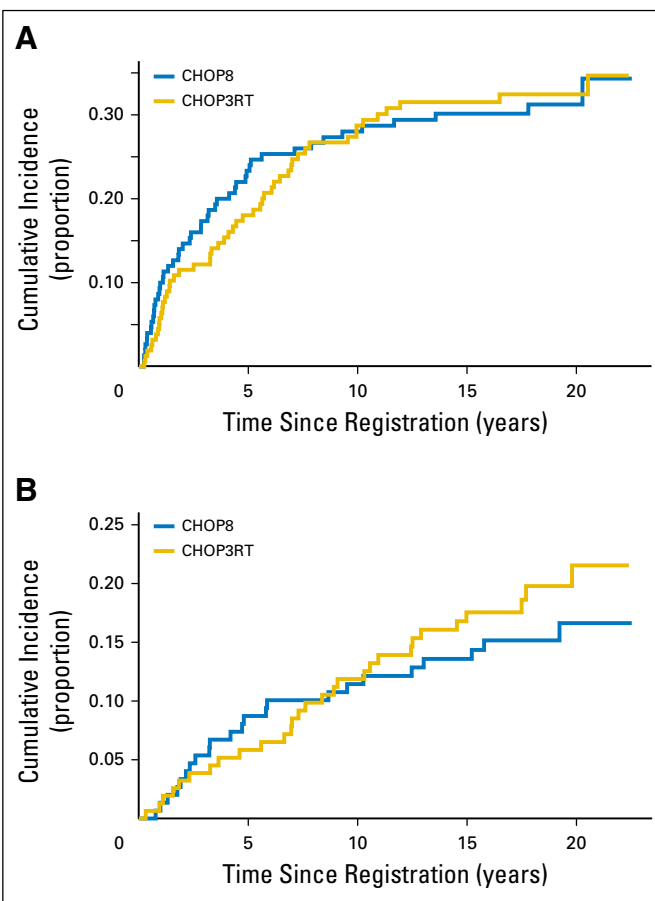 A
CHOP8
CHOP3RT
Cumulative Incidence
(proportion)
0.30
0.20
0.10
0
5
10
15
20
Time Since Registration (years)
B
CHOP8
CHOP3RT
Cumulative Incidence
(proportion)
0.25
0.20
0.15
0.10
0.05
0
5
10
15
20
Time Since Registration (years)